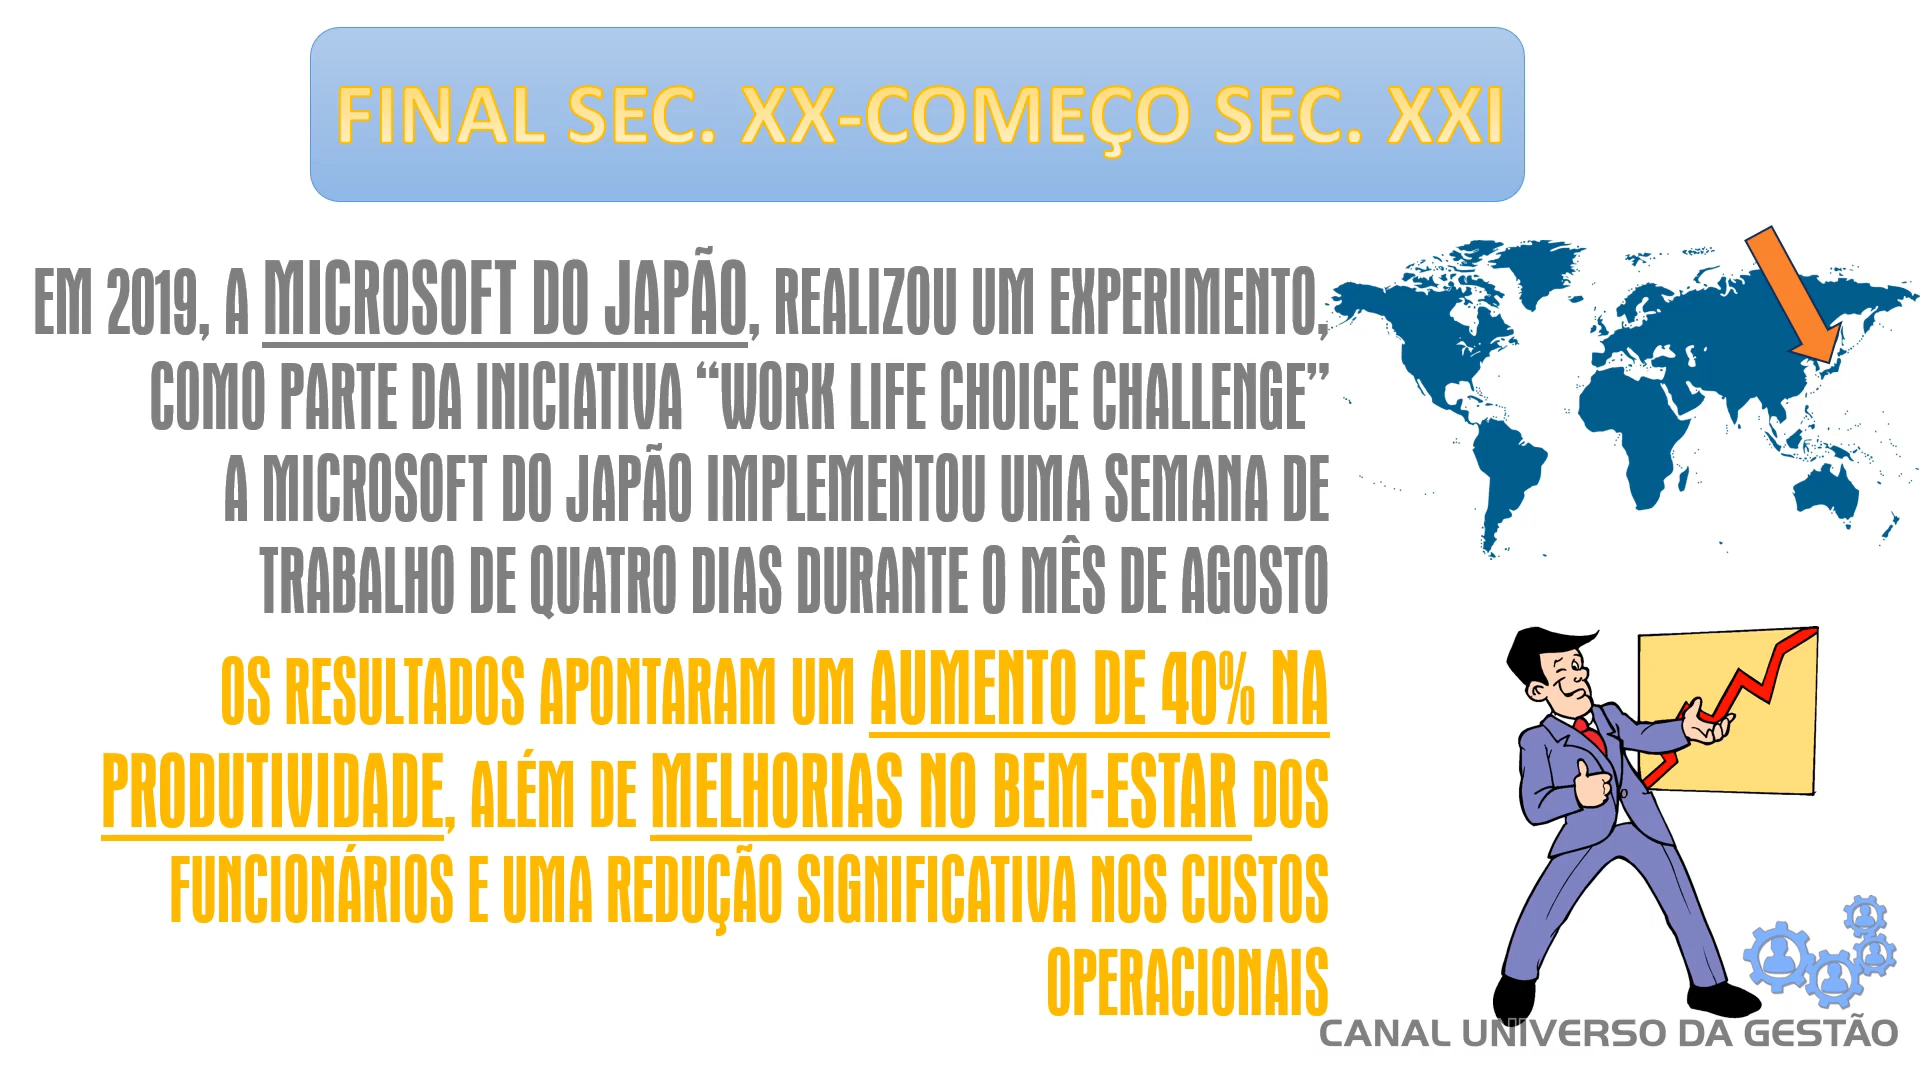 FINAL SEC. XX-COMEÇO SEC. XXI
EM 2019, A MICROSOFT DO JAPÃO, REALIZOU UM EXPERIMENTO,
COMO PARTE DA INICIATIVA “WORK LIFE CHOICE CHALLENGE”
A MICROSOFT DO JAPÃO IMPLEMENTOU UMA SEMANA DE
TRABALHO DE QUATRO DIAS DURANTE O MÊS DE AGOSTO
OS RESULTADOS APONTARAM UM AUMENTO DE 40% NA
PRODUTIVIDADE, ALÉM DE MELHORIAS NO BEM-ESTAR DOS
FUNCIONÁRIOS E UMA REDUÇÃO SIGNIFICATIVA NOS CUSTOS
OPERACIONAIS
CANAL UNIVERSO DA GESTÃO